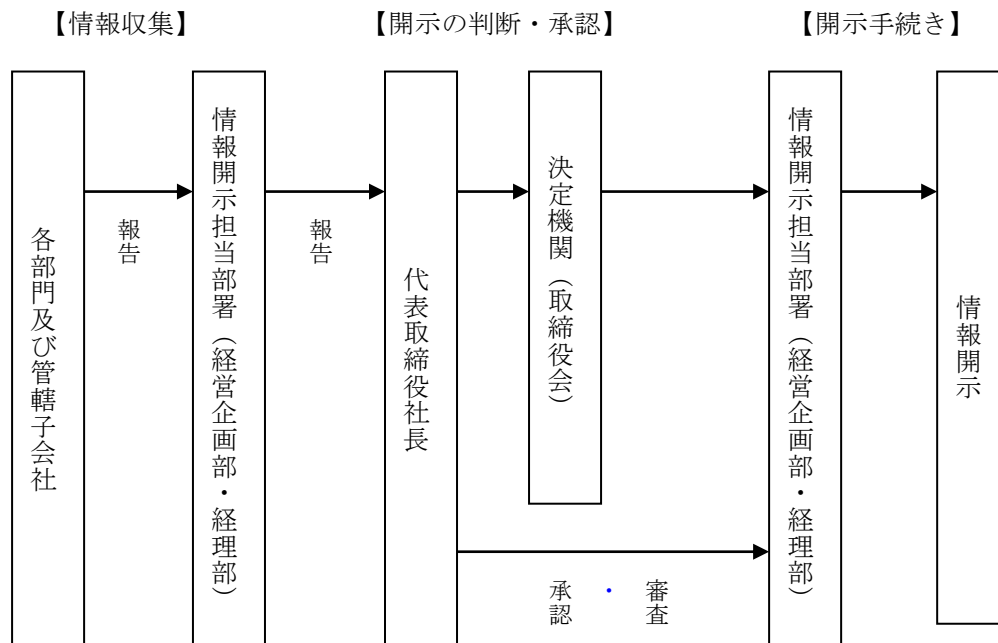 【情報収集】
【開示の判断・承認】
【開示手続き】
各部門及び管轄子会社
報告
情報開示担当部署（経営企画部・経理部）
報告
代表取締役社長
決定機関（取締役会）
承認・審査
情報開示担当部署（経営企画部・経理部）
情報開示